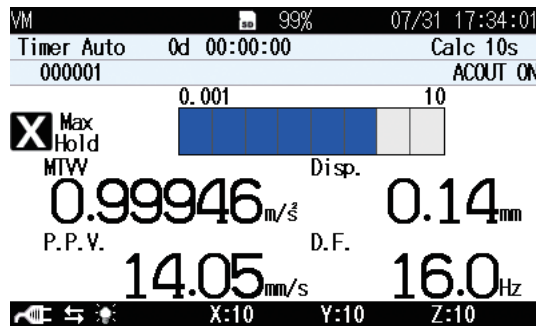 VM SD 99% 07/31 17:34:01
Timer Auto 0d 00:00:00 Calc 10s
000001 ACOUT ON
0.001 10
X Max
Hold
MTVV Disp.
0.99946m/s² 0.14mm
P.P.V. D.F.
14.05mm/s 16.0Hz
X:10 Y:10 Z:10